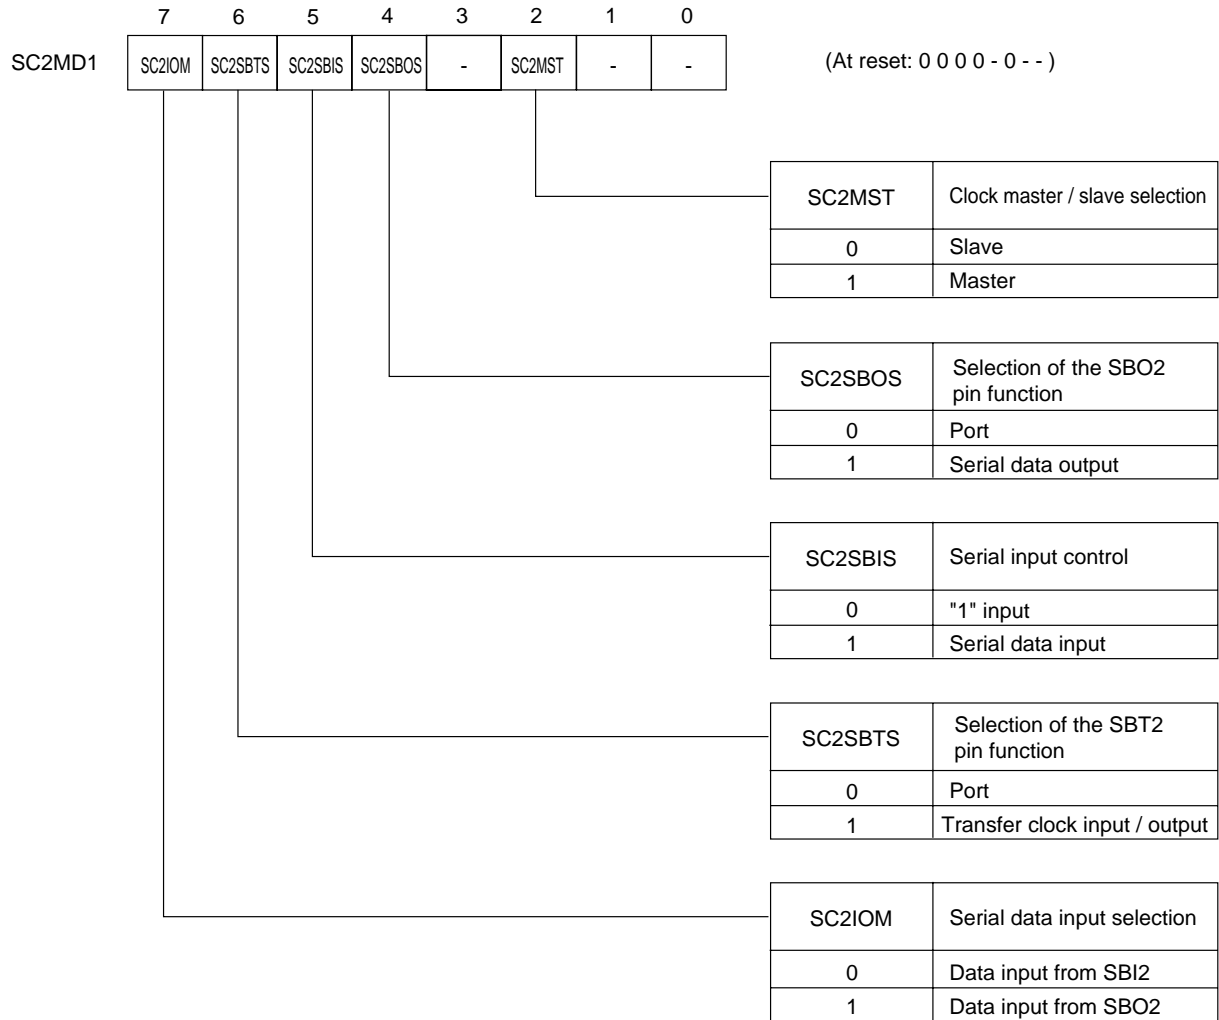 7 6 5 4 3 2 1 0
SC2MD1 SC2IOM SC2SBTS SC2SBIS SC2SBOS - SC2MST - - (At reset: 0 0 0 0 - 0 - - )
SC2MST Clock master / slave selection
0 Slave
1 Master
SC2SBOS Selection of the SBO2
pin function
0 Port
1 Serial data output
SC2SBIS Serial input control
0 "1" input
1 Serial data input
SC2SBTS Selection of the SBT2
pin function
0 Port
1 Transfer clock input / output
SC2IOM Serial data input selection
0 Data input from SBI2
1 Data input from SBO2